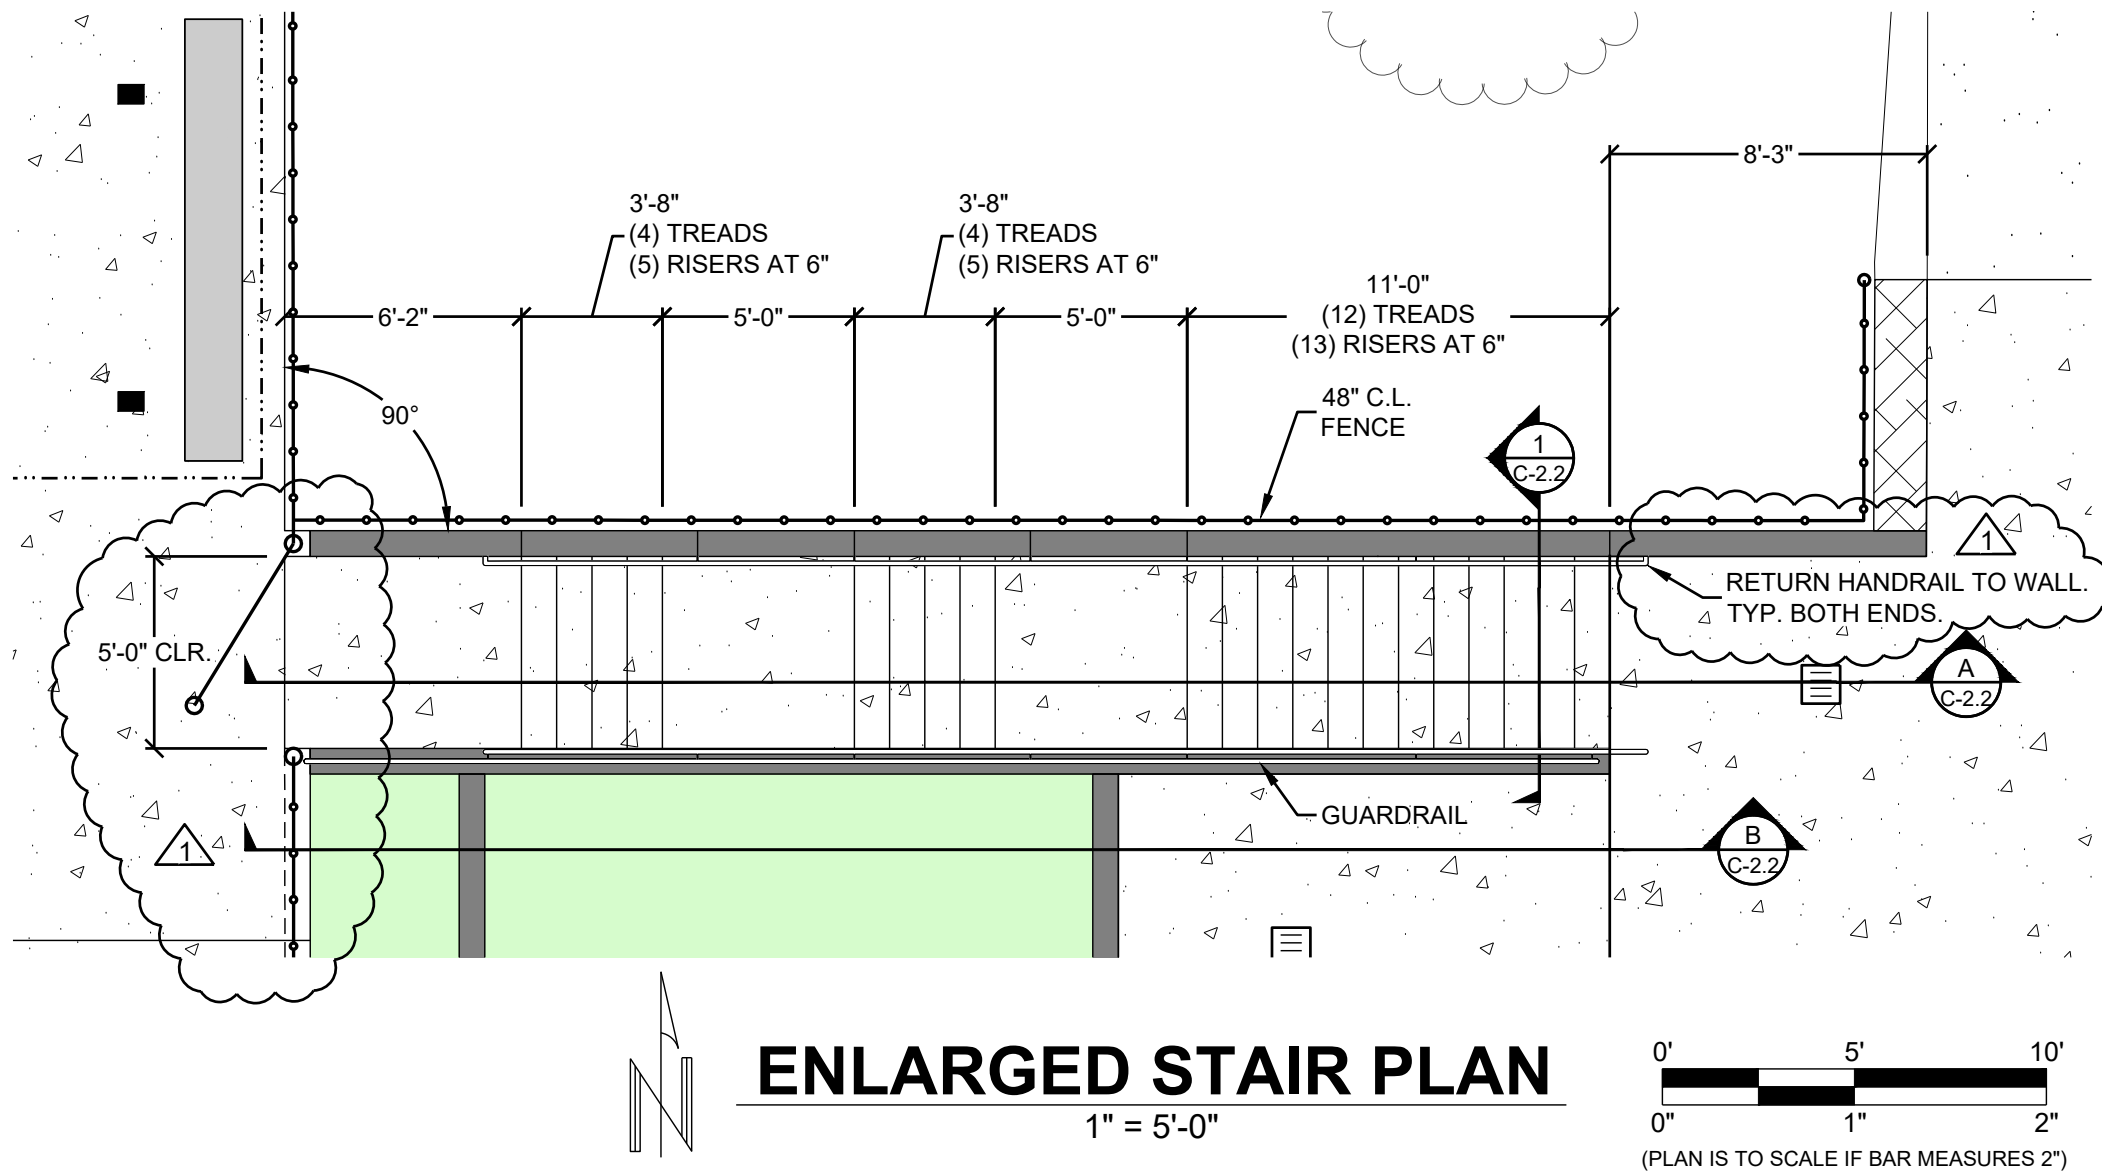 8'-3"
3'-8"
(4) TREADS
(5) RISERS AT 6"
3'-8"
(4) TREADS
(5) RISERS AT 6"
11'-0"
(12) TREADS
(13) RISERS AT 6"
6'-2"
5'-0"
5'-0"
90°
48" C.L.
FENCE
1
C-2.2
1
RETURN HANDRAIL TO WALL.
TYP. BOTH ENDS.
5'-0" CLR.
A
C-2.2
GUARDRAIL
1
B
C-2.2
N
ENLARGED STAIR PLAN
1" = 5'-0"
0' 5' 10'
0" 1" 2"
(PLAN IS TO SCALE IF BAR MEASURES 2")